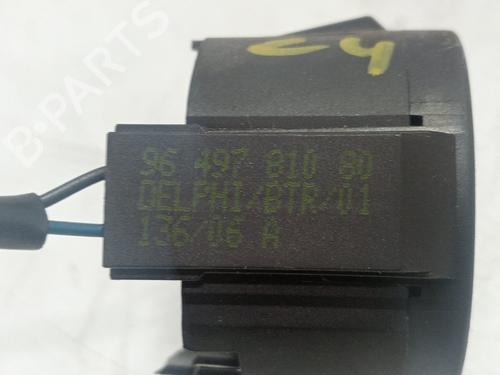 C4
96 497 810 80
DELPHI/BTR/01
136/06 A
B-PARTS